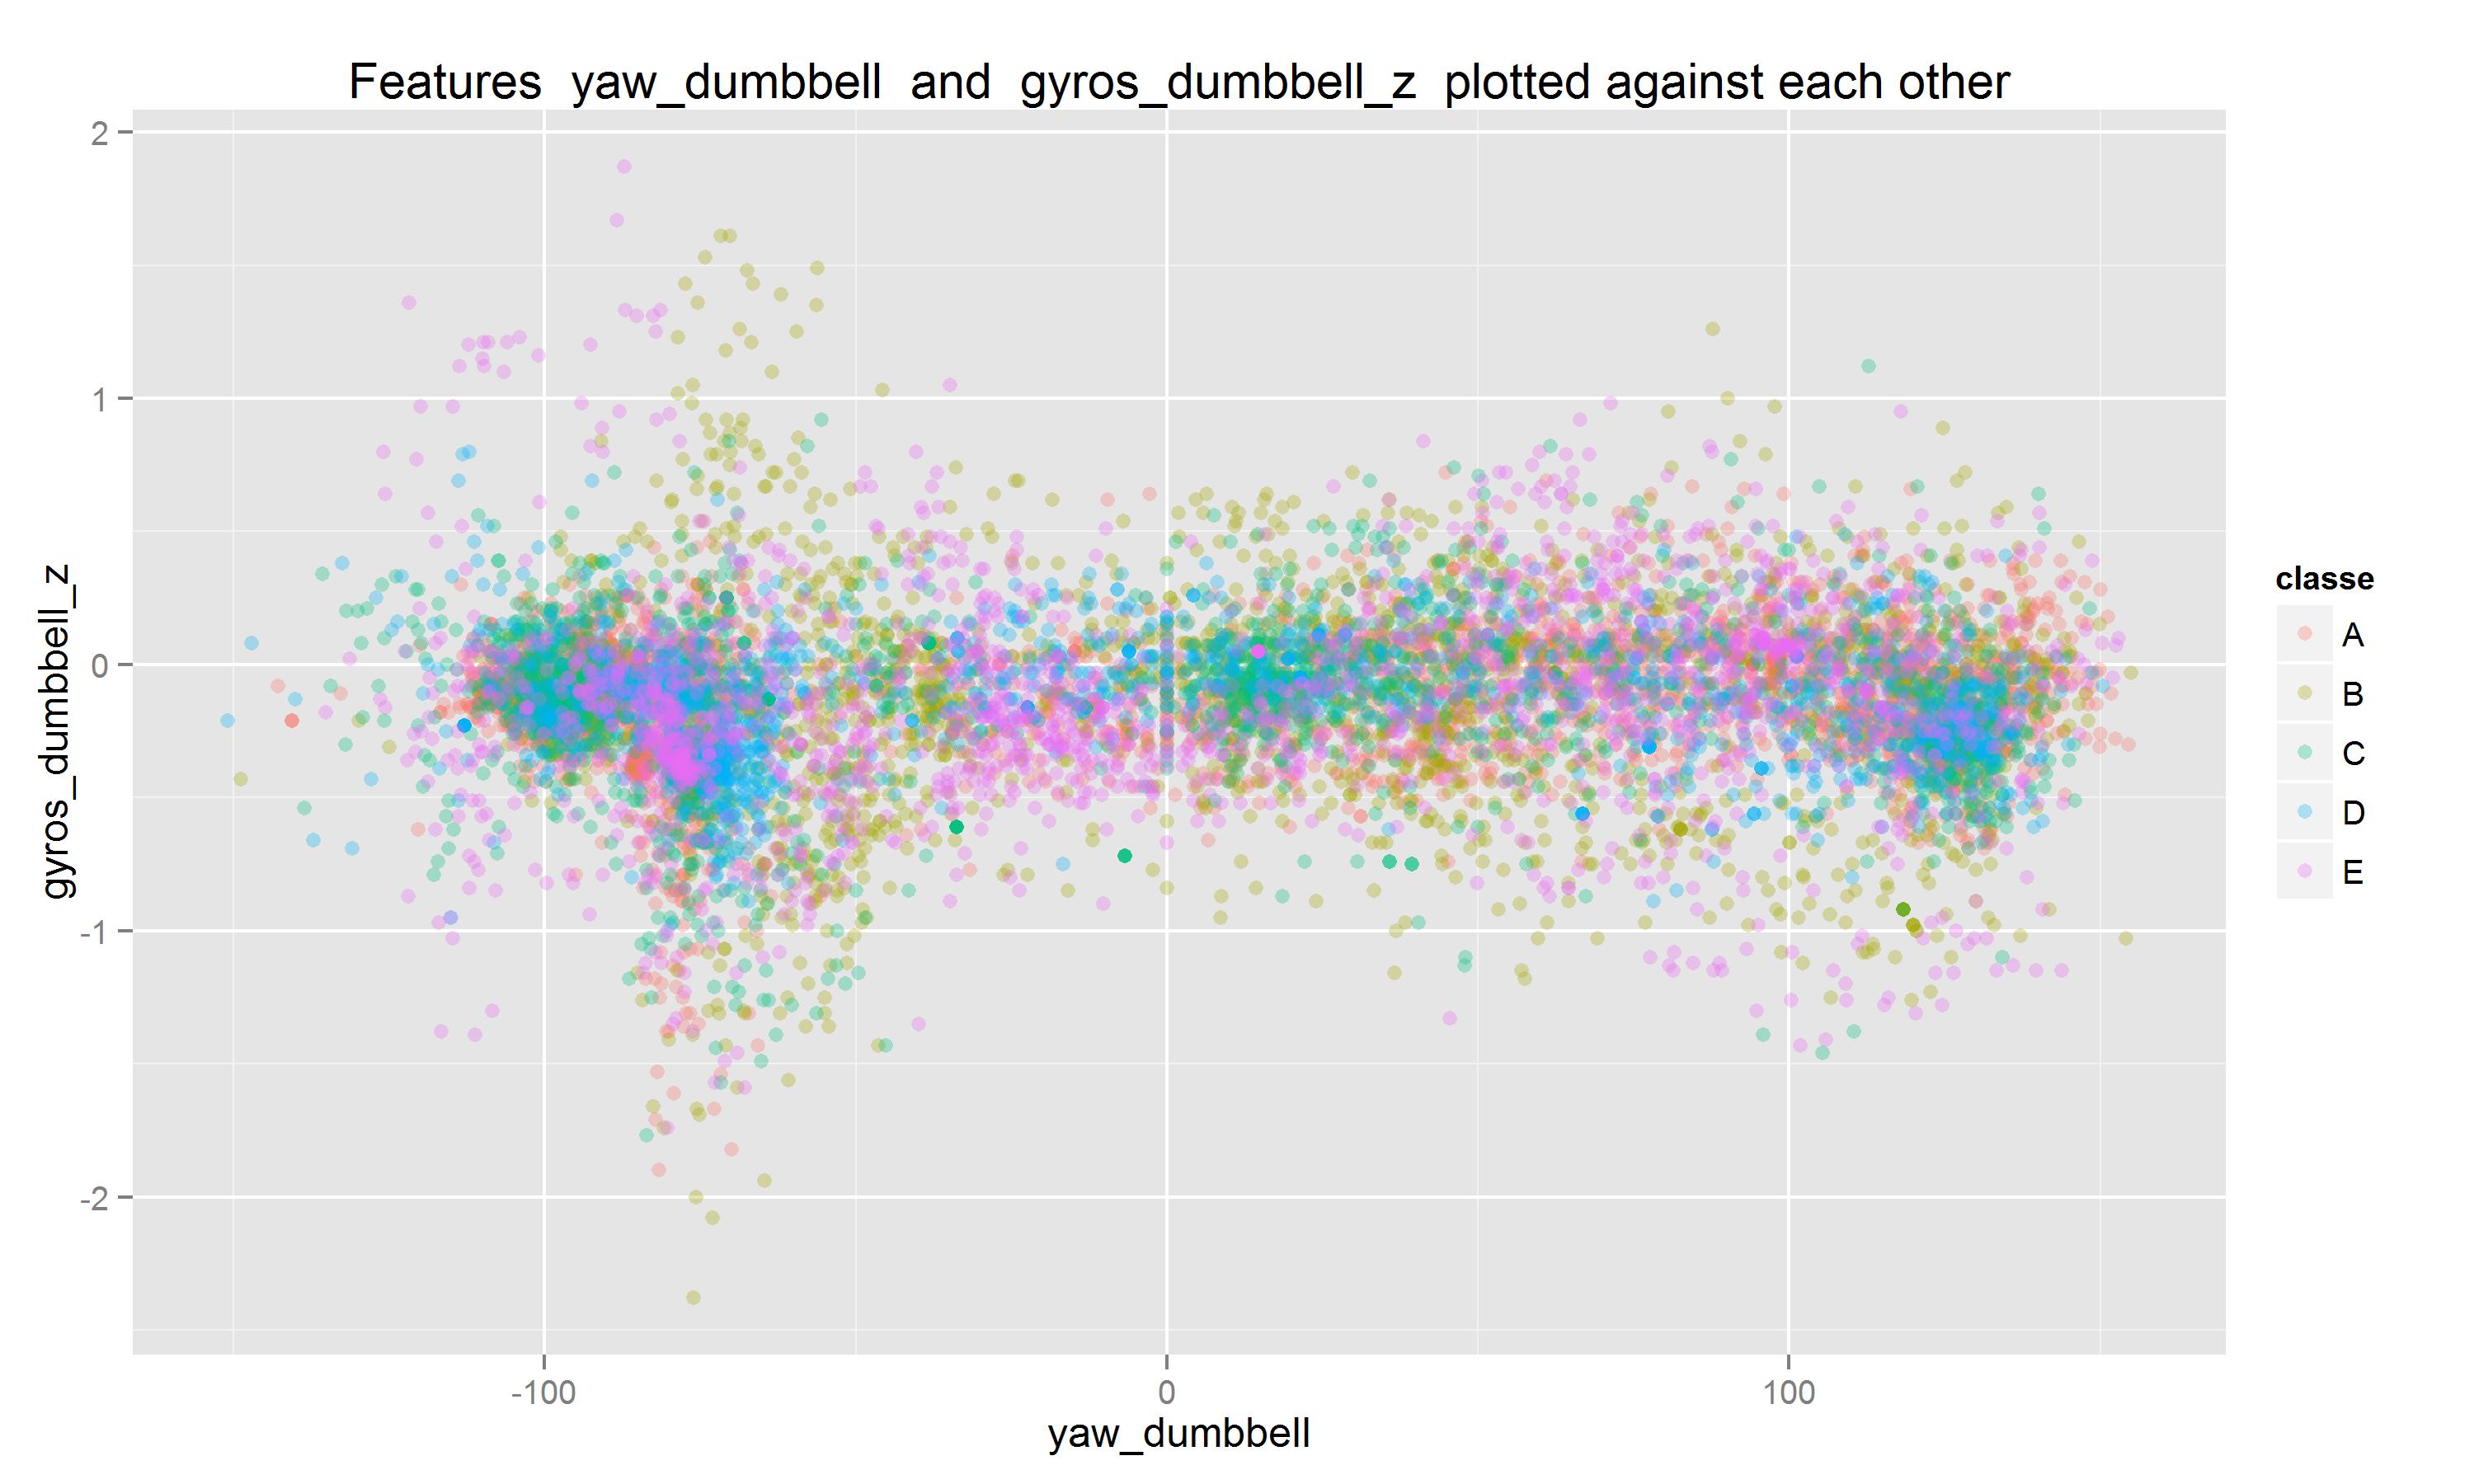 Features yaw_dumbbell and gyros_dumbbell_z plotted against each other
2
1
0
-1
-2
gyros_dumbbell_z
-100
0
100
yaw_dumbbell
classe
A
B
C
D
E